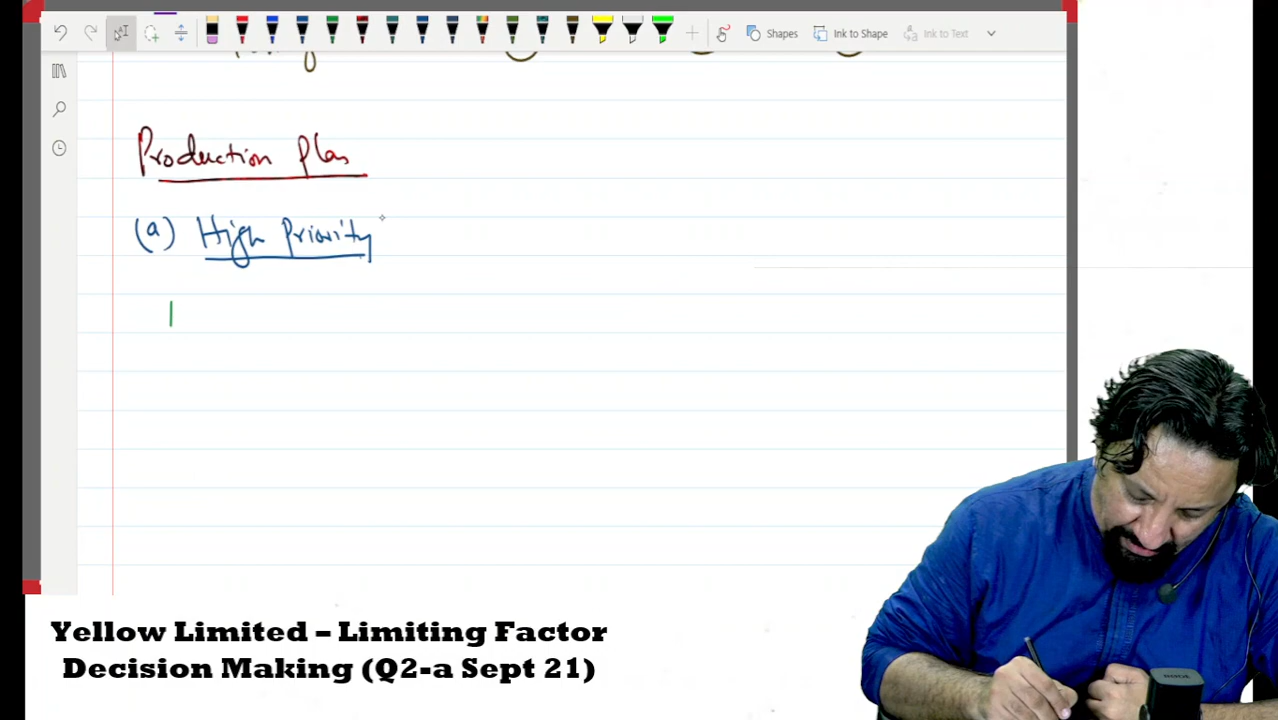 Shapes
Ink to Shape
Ink to Text
Production Plan
(a) High Priority
Yellow Limited – Limiting Factor
Decision Making (Q2-a Sept 21)